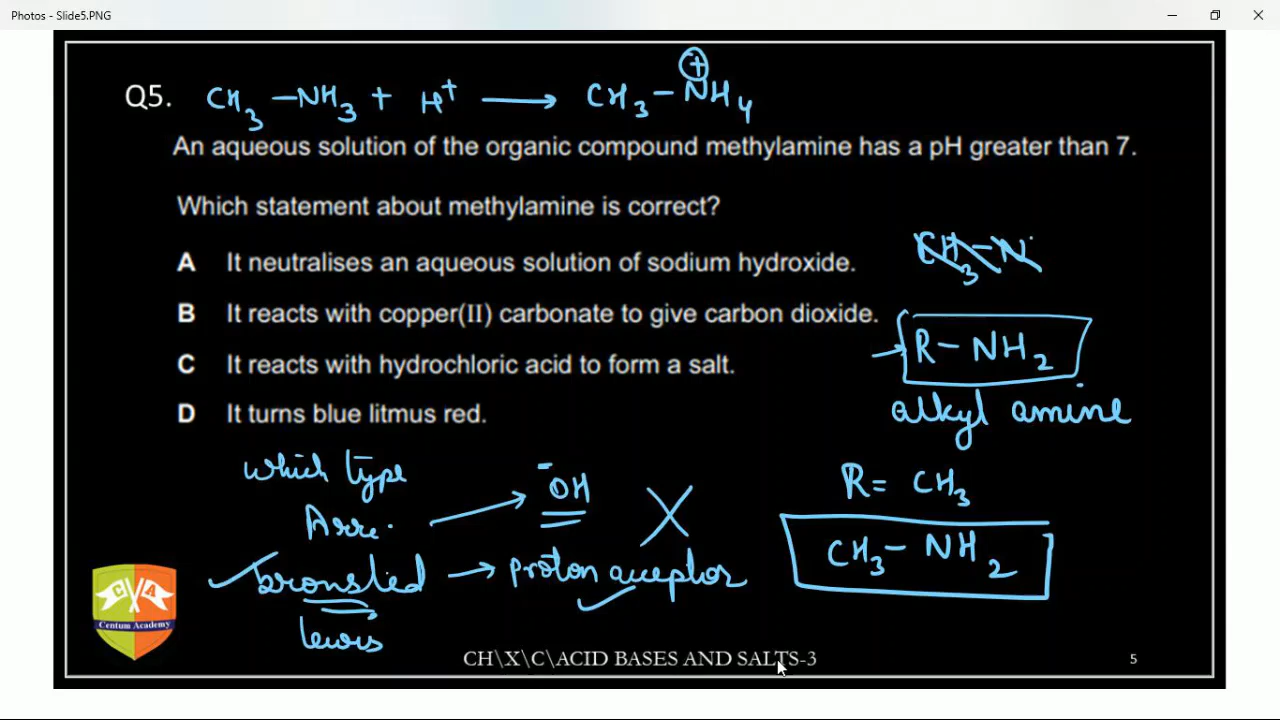 Photos - Slide5.PNG
Q5. CH3 - NH3 + H+ → CH3 - N⊕H4
An aqueous solution of the organic compound methylamine has a pH greater than 7.
Which statement about methylamine is correct?
A It neutralises an aqueous solution of sodium hydroxide.
B It reacts with copper(II) carbonate to give carbon dioxide.
C It reacts with hydrochloric acid to form a salt.
D It turns blue litmus red.
CH3-N
R - NH2
alkyl amine
R = CH3
CH3 - NH2
which type
Arre. → -OH X
bronsted → proton aceptor
lewis
C A
Centum Academy
CH\X\C\ACID BASES AND SALTS-3
5